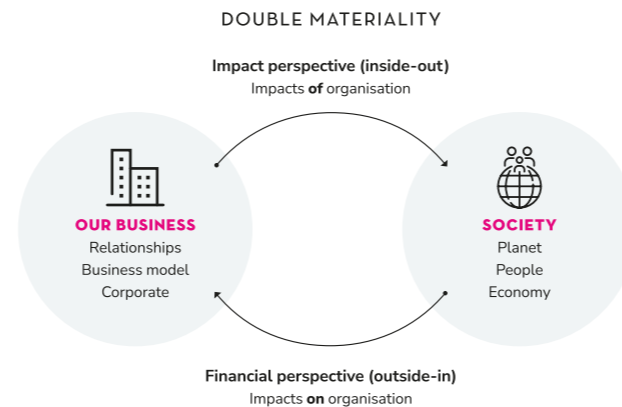 DOUBLE MATERIALITY
Impact perspective (inside-out)
Impacts of organisation
OUR BUSINESS
Relationships
Business model
Corporate
SOCIETY
Planet
People
Economy
Financial perspective (outside-in)
Impacts on organisation